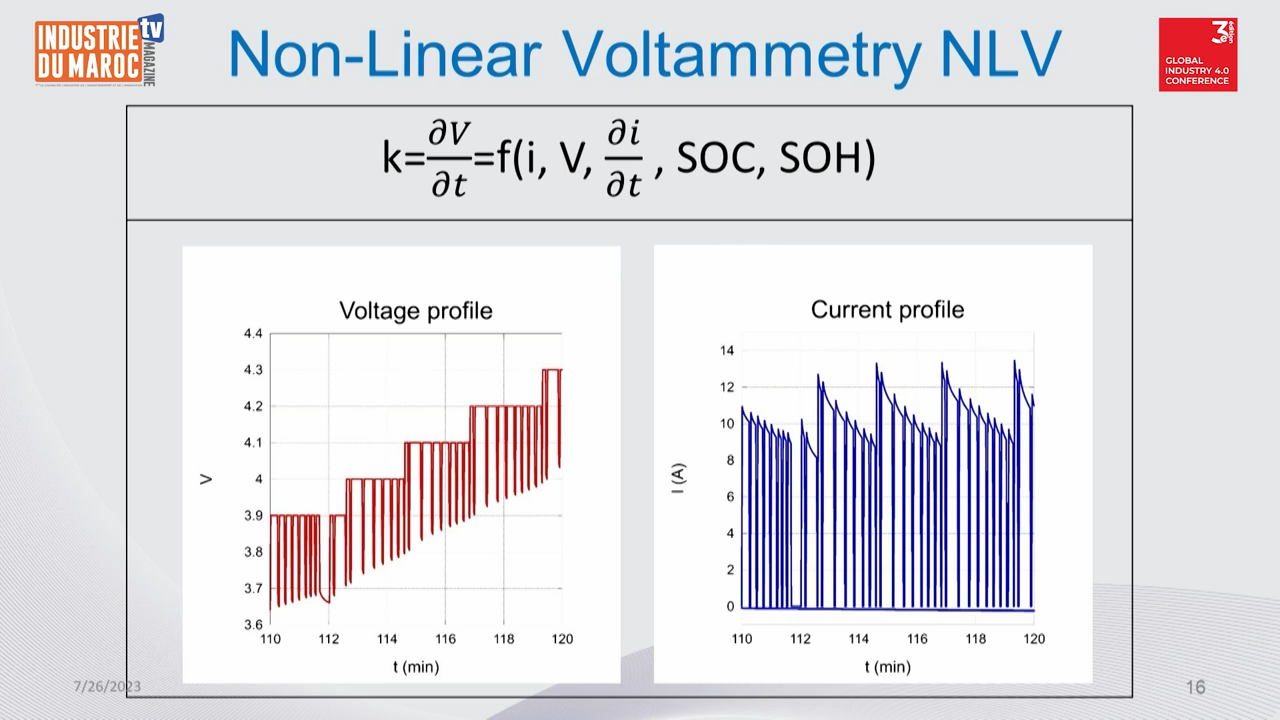 INDUSTRIE
DU MAROC
tv
MAGAZINE
Non-Linear Voltammetry NLV
3e
édition
GLOBAL
INDUSTRY 4.0
CONFERENCE
k=∂V/∂t=f(i, V, ∂i/∂t , SOC, SOH)
Voltage profile
4.4
4.3
4.2
4.1
4
3.9
3.8
3.7
3.6
V
110 112 114 116 118 120
t (min)
Current profile
14
12
10
8
6
4
2
0
I (A)
110 112 114 116 118 120
t (min)
7/26/2023
16